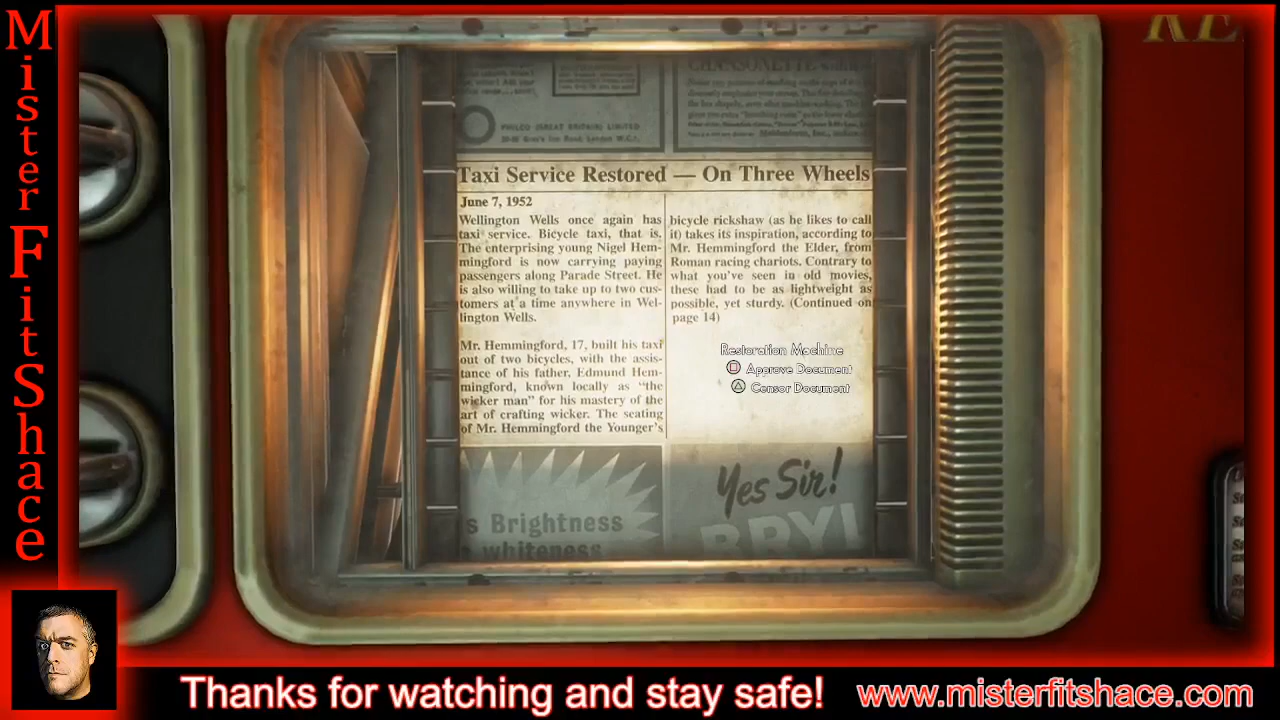 Mister FitShace
RE
CHANSONETTE
PHILCO (GREAT BRITAIN) LIMITED
Taxi Service Restored — On Three Wheels
June 7, 1952
Wellington Wells once again has
taxi service. Bicycle taxi, that is.
The enterprising young Nigel Hem-
mingford is now carrying paying
passengers along Parade Street. He
is also willing to take up to two cus-
tomers at a time anywhere in Wel-
lington Wells.
Mr. Hemmingford, 17, built his taxi
out of two bicycles, with the assis-
tance of his father, Edmund Hem-
mingford, known locally as “the
wicker man” for his mastery of the
art of crafting wicker. The seating
of Mr. Hemmingford the Younger’s
bicycle rickshaw (as he likes to call
it) takes its inspiration, according to
Mr. Hemmingford the Elder, from
Roman racing chariots. Contrary to
what you’ve seen in old movies,
these had to be as lightweight as
possible, yet sturdy. (Continued on
page 14)
Restoration Machine
Approve Document
Censor Document
s Brightness
whiteness
Yes Sir!
Thanks for watching and stay safe!
www.misterfitshace.com